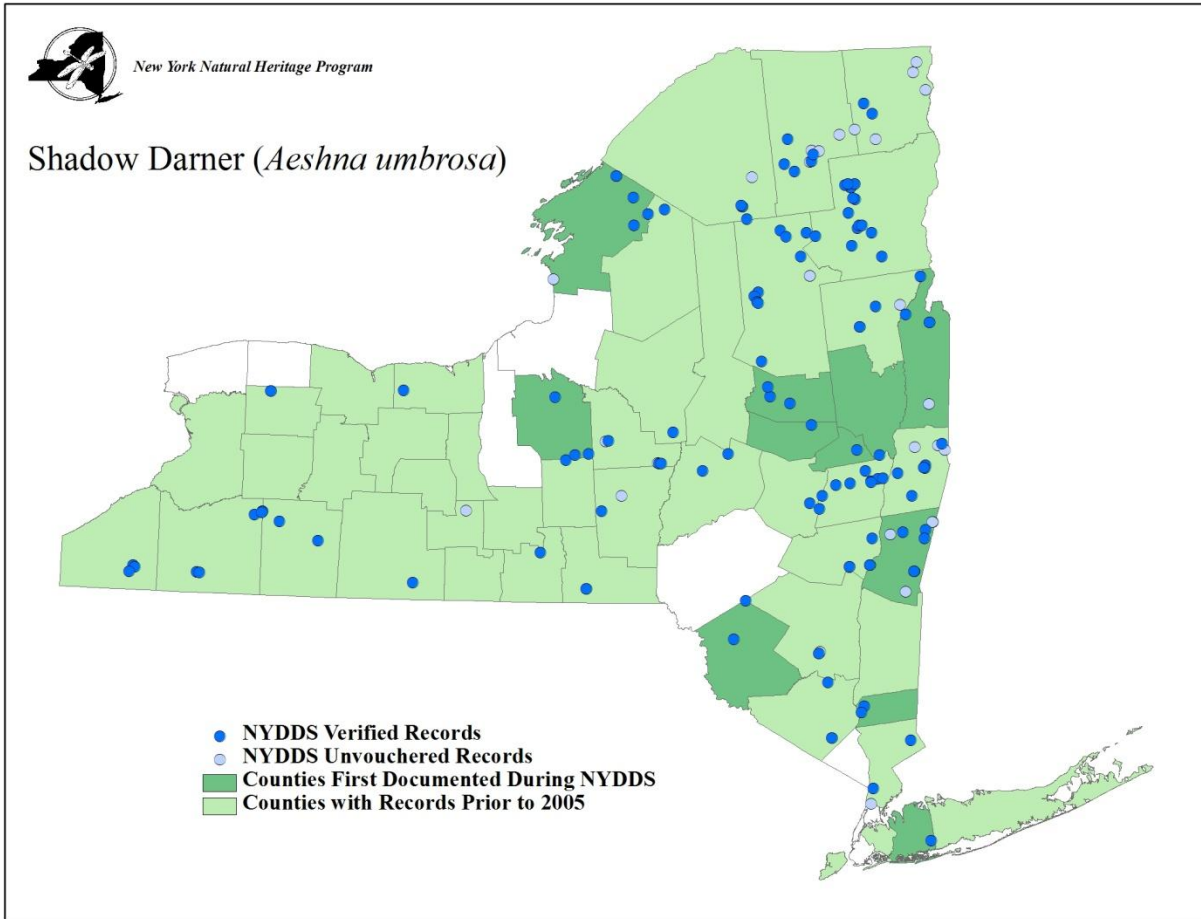 New York Natural Heritage Program
Shadow Darner (Aeshna umbrosa)
NYDDS Verified Records
NYDDS Unvouchered Records
Counties First Documented During NYDDS
Counties with Records Prior to 2005